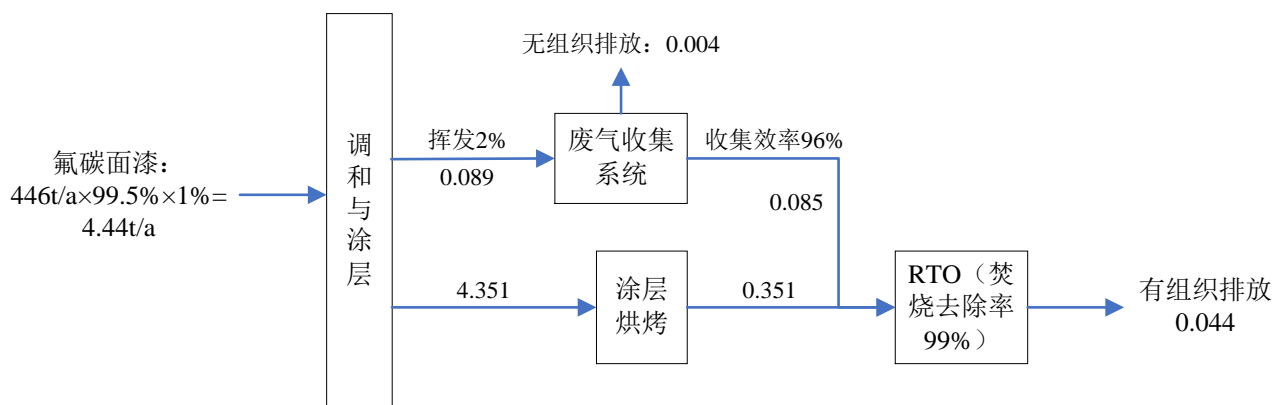 无组织排放：0.004
氟碳面漆：
446t/a×99.5%×1%=
4.44t/a
调
和
与
涂
层
挥发2%
0.089
废气收集
系统
收集效率96%
0.085
4.351
涂层
烘烤
0.351
RTO（焚
烧去除率
99%）
有组织排放
0.044